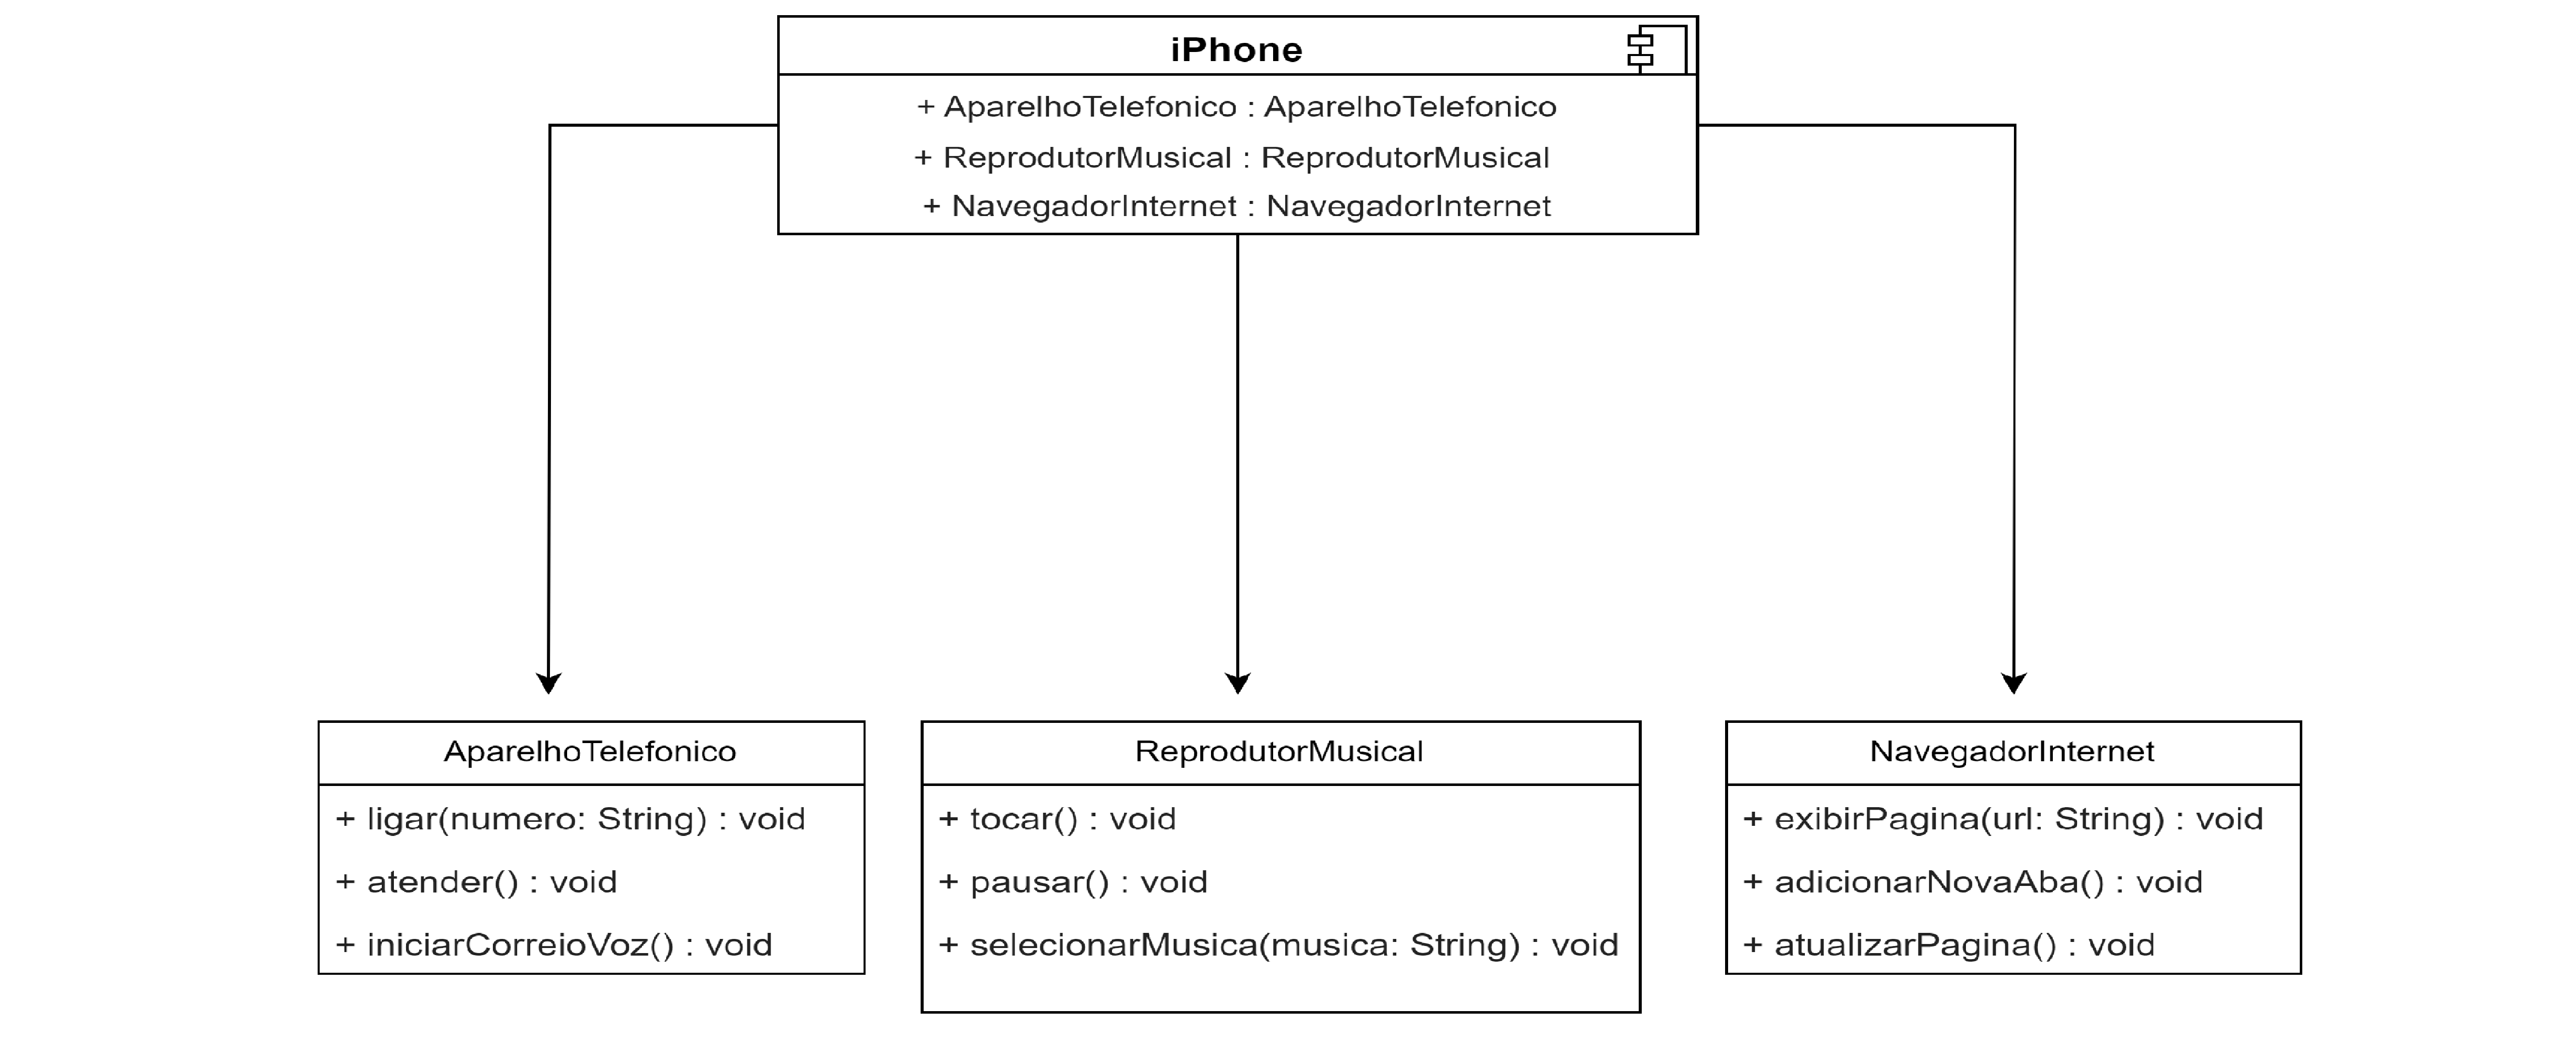 iPhone
+ AparelhoTelefonico : AparelhoTelefonico
+ ReprodutorMusical : ReprodutorMusical
+ NavegadorInternet : NavegadorInternet
AparelhoTelefonico
+ ligar(numero: String) : void
+ atender() : void
+ iniciarCorreioVoz() : void
ReprodutorMusical
+ tocar() : void
+ pausar() : void
+ selecionarMusica(musica: String) : void
NavegadorInternet
+ exibirPagina(url: String) : void
+ adicionarNovaAba() : void
+ atualizarPagina() : void